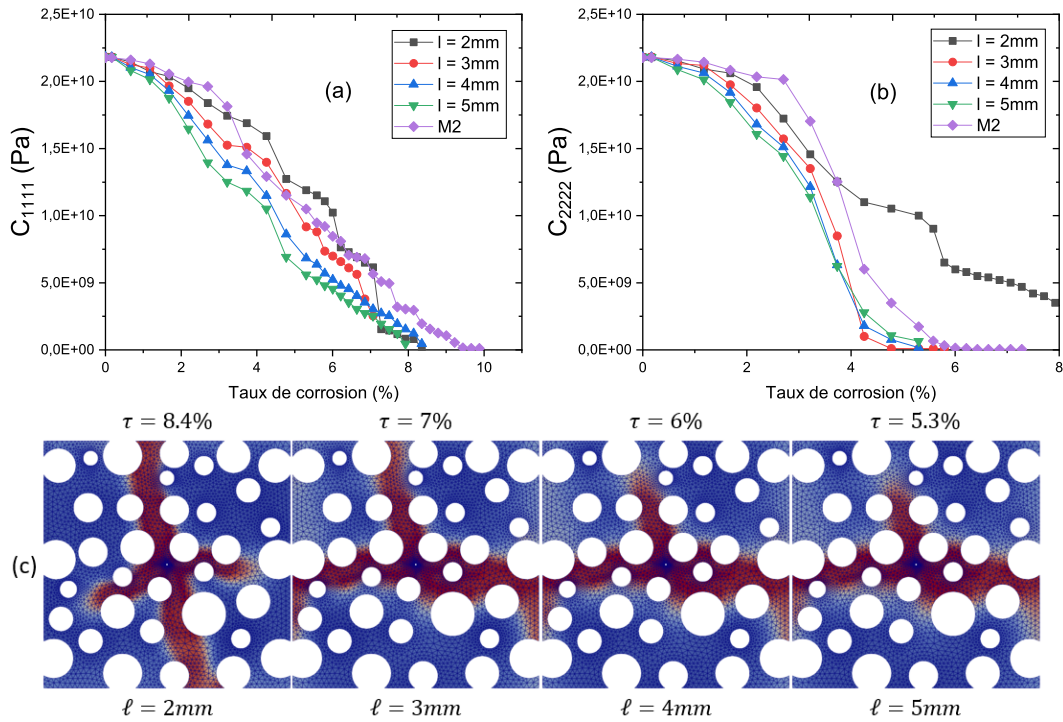 2,5E+10
2,0E+10
1,5E+10
1,0E+10
5,0E+09
0,0E+00
C1111 (Pa)
0 2 4 6 8 10
Taux de corrosion (%)
(a)
l = 2mm
l = 3mm
l = 4mm
l = 5mm
M2
2,5E+10
2,0E+10
1,5E+10
1,0E+10
5,0E+09
0,0E+00
C2222 (Pa)
0 2 4 6 8
Taux de corrosion (%)
(b)
l = 2mm
l = 3mm
l = 4mm
l = 5mm
M2
τ = 8.4% τ = 7% τ = 6% τ = 5.3%
(c)
ℓ = 2mm ℓ = 3mm ℓ = 4mm ℓ = 5mm